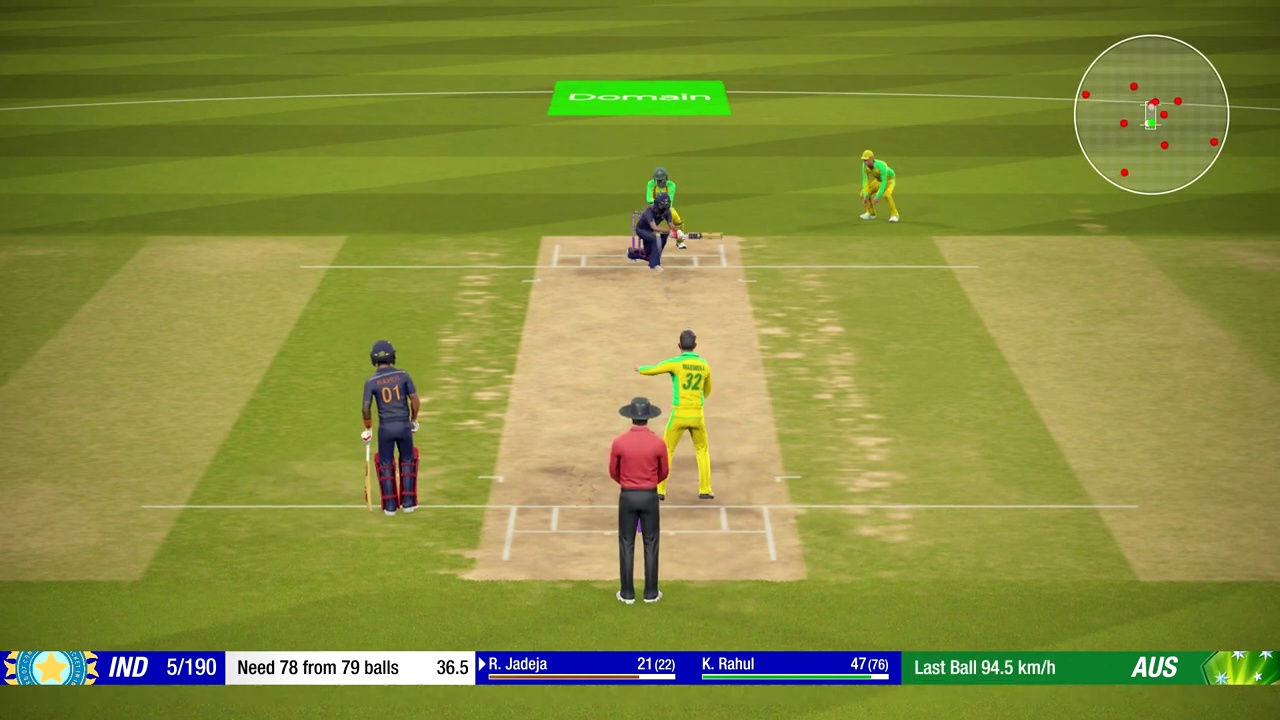 Domain
32
01
IND 5/190 Need 78 from 79 balls 36.5 R. Jadeja 21 (22) K. Rahul 47 (76) Last Ball 94.5 km/h AUS